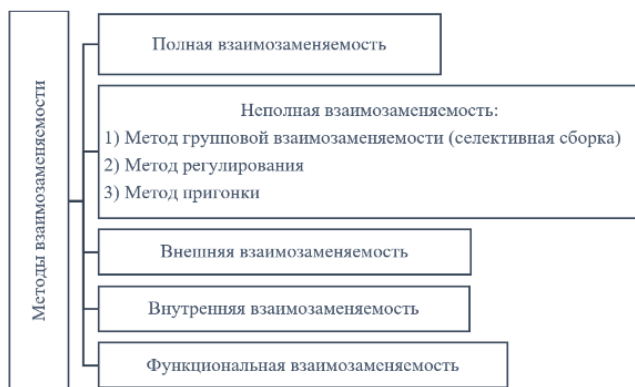 Методы взаимозаменяемости
Полная взаимозаменяемость
Неполная взаимозаменяемость:
1) Метод групповой взаимозаменяемости (селективная сборка)
2) Метод регулирования
3) Метод пригонки
Внешняя взаимозаменяемость
Внутренняя взаимозаменяемость
Функциональная взаимозаменяемость